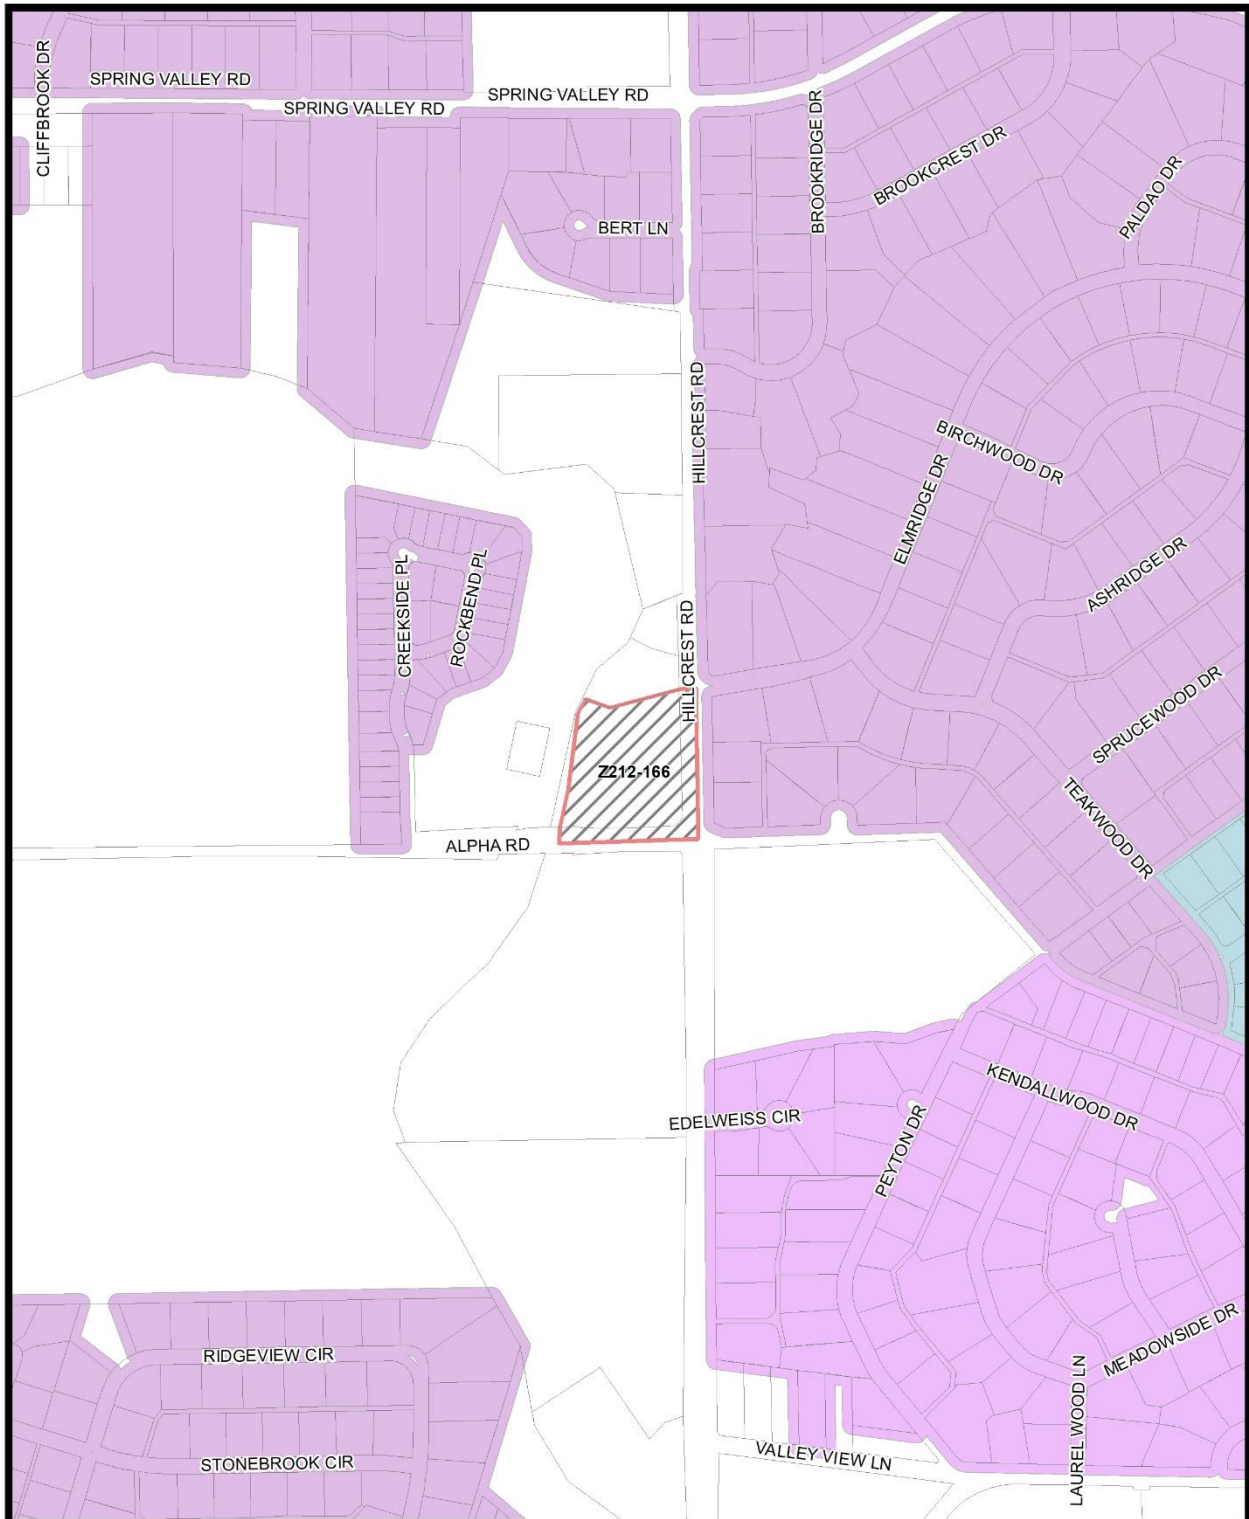 CLIFFBROOK DR
SPRING VALLEY RD
SPRING VALLEY RD
SPRING VALLEY RD
BROOKRIDGE DR
BROOKCREST DR
PALDAO DR
BERT LN
HILLCREST RD
BIRCHWOOD DR
ELMRIDGE DR
ASHRIDGE DR
CREEKSIDE PL
ROCKBEND PL
HILLCREST RD
SPRUCEWOOD DR
Z212-166
TEAKWOOD DR
ALPHA RD
KENDALLWOOD DR
EDELWEISS CIR
PEYTON DR
MEADOWSIDE DR
RIDGEVIEW CIR
LAUREL WOOD LN
VALLEY VIEW LN
STONEBROOK CIR